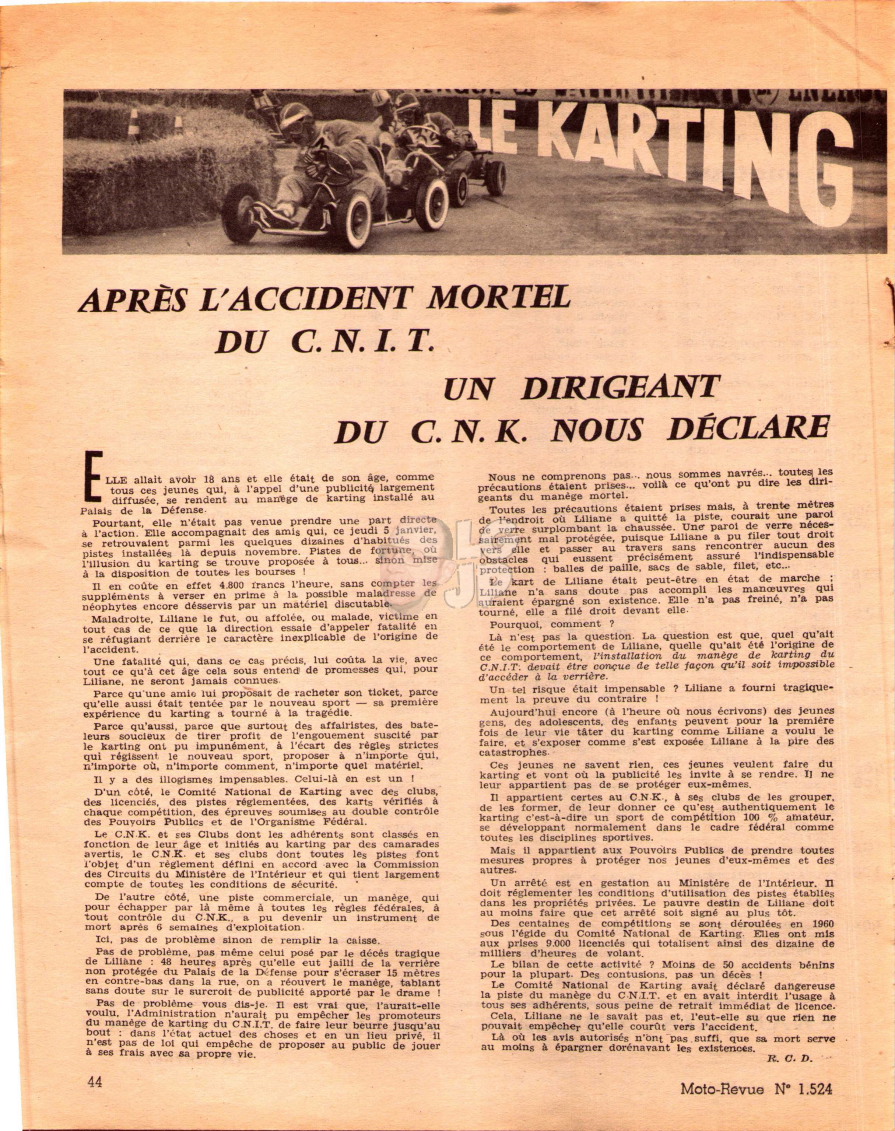 LE KARTING
APRÈS L'ACCIDENT MORTEL
DU C. N. I. T.
UN DIRIGEANT
DU C. N. K. NOUS DÉCLARE
ELLE allait avoir 18 ans et elle était de son âge, comme
tous ces jeunes qui, à l'appel d'une publicité largement
diffusée, se rendent au manège de karting installé au
Palais de la Défense.
Pourtant, elle n'était pas venue prendre une part directe
à l'action. Elle accompagnait des amis qui, ce jeudi 5 janvier,
se retrouvaient parmi les quelques dizaines d'habitués des
pistes installées là depuis novembre. Pistes de fortune, où
l'illusion du karting se trouve proposée à tous... sinon mise
à la disposition de toutes les bourses !
Il en coûte en effet 4.800 francs l'heure, sans compter les
suppléments à verser en prime à la possible maladresse de
néophytes encore déservis par un matériel discutable.
Maladroite, Liliane le fut, ou affolée, ou malade, victime en
tout cas de ce que la direction essaie d'appeler fatalité en
se réfugiant derrière le caractère inexplicable de l'origine de
l'accident.
Une fatalité qui, dans ce cas précis, lui coûta la vie, avec
tout ce qu'à cet âge cela sous entend de promesses qui, pour
Liliane, ne seront jamais connues.
Parce qu'une amie lui proposait de racheter son ticket, parce
qu'elle aussi était tentée par le nouveau sport — sa première
expérience du karting a tourné à la tragédie.
Parce qu'aussi, parce que surtout des affairistes, des bate-
leurs soucieux de tirer profit de l'engouement suscité par
le karting ont pu impunément, à l'écart des règles strictes
qui régissent le nouveau sport, proposer à n'importe qui,
n'importe où, n'importe comment, n'importe quel matériel.
Il y a des illogismes impensables. Celui-là en est un !
D'un côté, le Comité National de Karting avec des clubs,
des licenciés, des pistes réglementées, des karts vérifiés à
chaque compétition, des épreuves soumises au double contrôle
des Pouvoirs Publics et de l'Organisme Fédéral.
Le C.N.K. et ses Clubs dont les adhérents sont classés en
fonction de leur âge et initiés au karting par des camarades
avertis, le C.N.K. et ses clubs dont toutes les pistes font
l'objet d'un règlement défini en accord avec la Commission
des Circuits du Ministère de l'Intérieur et qui tient largement
compte de toutes les conditions de sécurité.
De l'autre côté, une piste commerciale, un manège, qui
pour échapper par là même à toutes les règles fédérales, à
tout contrôle du C.N.K., a pu devenir un instrument de
mort après 6 semaines d'exploitation.
Ici, pas de problème sinon de remplir la caisse.
Pas de problème, pas même celui posé par le décès tragique
de Liliane : 48 heures après qu'elle eut jailli de la verrière
non protégée du Palais de la Défense pour s'écraser 15 mètres
en contre-bas dans la rue, on a réouvert le manège, tablant
sans doute sur le surcroit de publicité apporté par le drame !
Pas de problème vous dis-je. Il est vrai que, l'aurait-elle
voulu, l'Administration n'aurait pu empêcher les promoteurs
du manège de karting du C.N.I.T. de faire leur beurre jusqu'au
bout : dans l'état actuel des choses et en un lieu privé, il
n'est pas de loi qui empêche de proposer au public de jouer
à ses frais avec sa propre vie.
Nous ne comprenons pas... nous sommes navrés... toutes les
précautions étaient prises... voilà ce qu'ont pu dire les diri-
geants du manège mortel.
Toutes les précautions étaient prises mais, à trente mètres
de l'endroit où Liliane a quitté la piste, courait une paroi
de verre surplombant la chaussée. Une paroi de verre néces-
sairement mal protégée, puisque Liliane a pu filer tout droit
vers elle et passer au travers sans rencontrer aucun des
obstacles qui eussent précisément assuré l'indispensable
protection : balles de paille, sacs de sable, filet, etc...
Le kart de Liliane était peut-être en état de marche ;
Liliane n'a sans doute pas accompli les manœuvres qui
auraient épargné son existence. Elle n'a pas freiné, n'a pas
tourné, elle a filé droit devant elle.
Pourquoi, comment ?
Là n'est pas la question. La question est que, quel qu'ait
été le comportement de Liliane, quelle qu'ait été l'origine de
ce comportement, l'installation du manège de karting du
C.N.I.T. devait être conçue de telle façon qu'il soit impossible
d'accéder à la verrière.
Un tel risque était impensable ? Liliane a fourni tragique-
ment la preuve du contraire !
Aujourd'hui encore (à l'heure où nous écrivons) des jeunes
gens, des adolescents, des enfants peuvent pour la première
fois de leur vie tâter du karting comme Liliane a voulu le
faire, et s'exposer comme s'est exposée Liliane à la pire des
catastrophes.
Ces jeunes ne savent rien, ces jeunes veulent faire du
karting et vont où la publicité les invite à se rendre. Il ne
leur appartient pas de se protéger eux-mêmes.
Il appartient certes au C.N.K., à ses clubs de les grouper,
de les former, de leur donner ce qu'est authentiquement le
karting c'est-à-dire un sport de compétition 100 % amateur,
se développant normalement dans le cadre fédéral comme
toutes les disciplines sportives.
Mais il appartient aux Pouvoirs Publics de prendre toutes
mesures propres à protéger nos jeunes d'eux-mêmes et des
autres.
Un arrêté est en gestation au Ministère de l'Intérieur. Il
doit réglementer les conditions d'utilisation des pistes établies
dans les propriétés privées. Le pauvre destin de Liliane doit
au moins faire que cet arrêté soit signé au plus tôt.
Des centaines de compétitions se sont déroulées en 1960
sous l'égide du Comité National de Karting. Elles ont mis
aux prises 9.000 licenciés qui totalisent ainsi des dizaine de
milliers d'heures de volant.
Le bilan de cette activité ? Moins de 50 accidents bénins
pour la plupart. Des contusions, pas un décès !
Le Comité National de Karting avait déclaré dangereuse
la piste du manège du C.N.I.T. et en avait interdit l'usage à
tous ses adhérents, sous peine de retrait immédiat de licence.
Cela, Liliane ne le savait pas et, l'eut-elle su que rien ne
pouvait empêcher qu'elle courût vers l'accident.
Là où les avis autorisés n'ont pas suffi, que sa mort serve
au moins à épargner dorénavant les existences.
R. C. D.
44
Moto-Revue N° 1.524